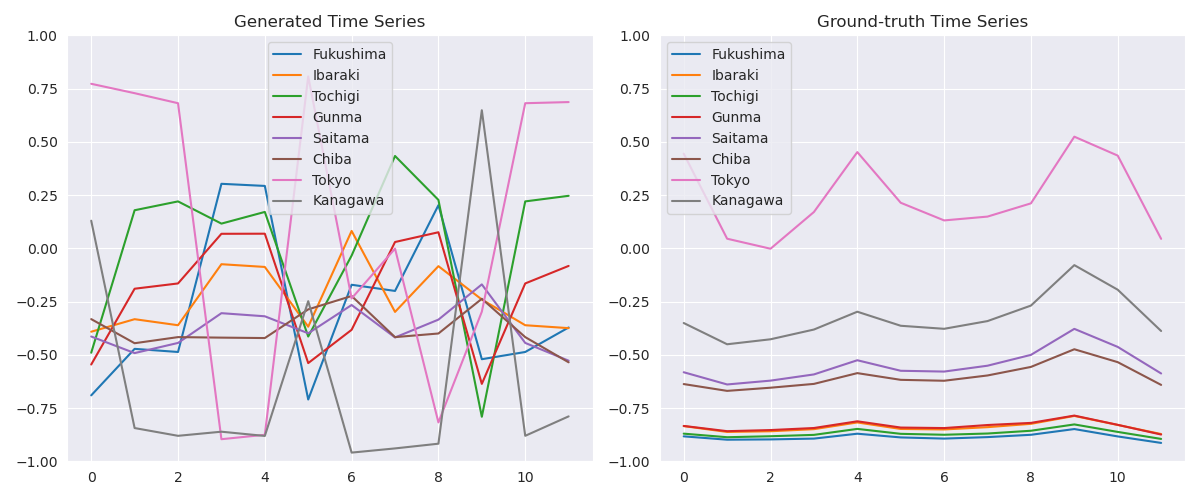 Generated Time Series
1.00
0.75
0.50
0.25
0.00
−0.25
−0.50
−0.75
−1.00
0 2 4 6 8 10
Fukushima
Ibaraki
Tochigi
Gunma
Saitama
Chiba
Tokyo
Kanagawa
Ground-truth Time Series
1.00
0.75
0.50
0.25
0.00
−0.25
−0.50
−0.75
−1.00
0 2 4 6 8 10
Fukushima
Ibaraki
Tochigi
Gunma
Saitama
Chiba
Tokyo
Kanagawa